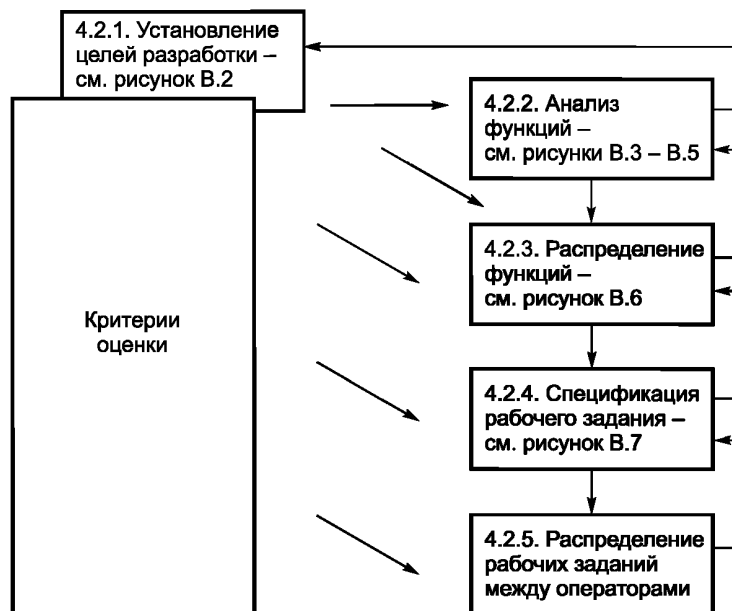 4.2.1. Установление
целей разработки –
см. рисунок В.2
4.2.2. Анализ
функций –
см. рисунки В.3 – В.5
4.2.3. Распределение
функций –
см. рисунок В.6
Критерии
оценки
4.2.4. Спецификация
рабочего задания –
см. рисунок В.7
4.2.5. Распределение
рабочих заданий
между операторами